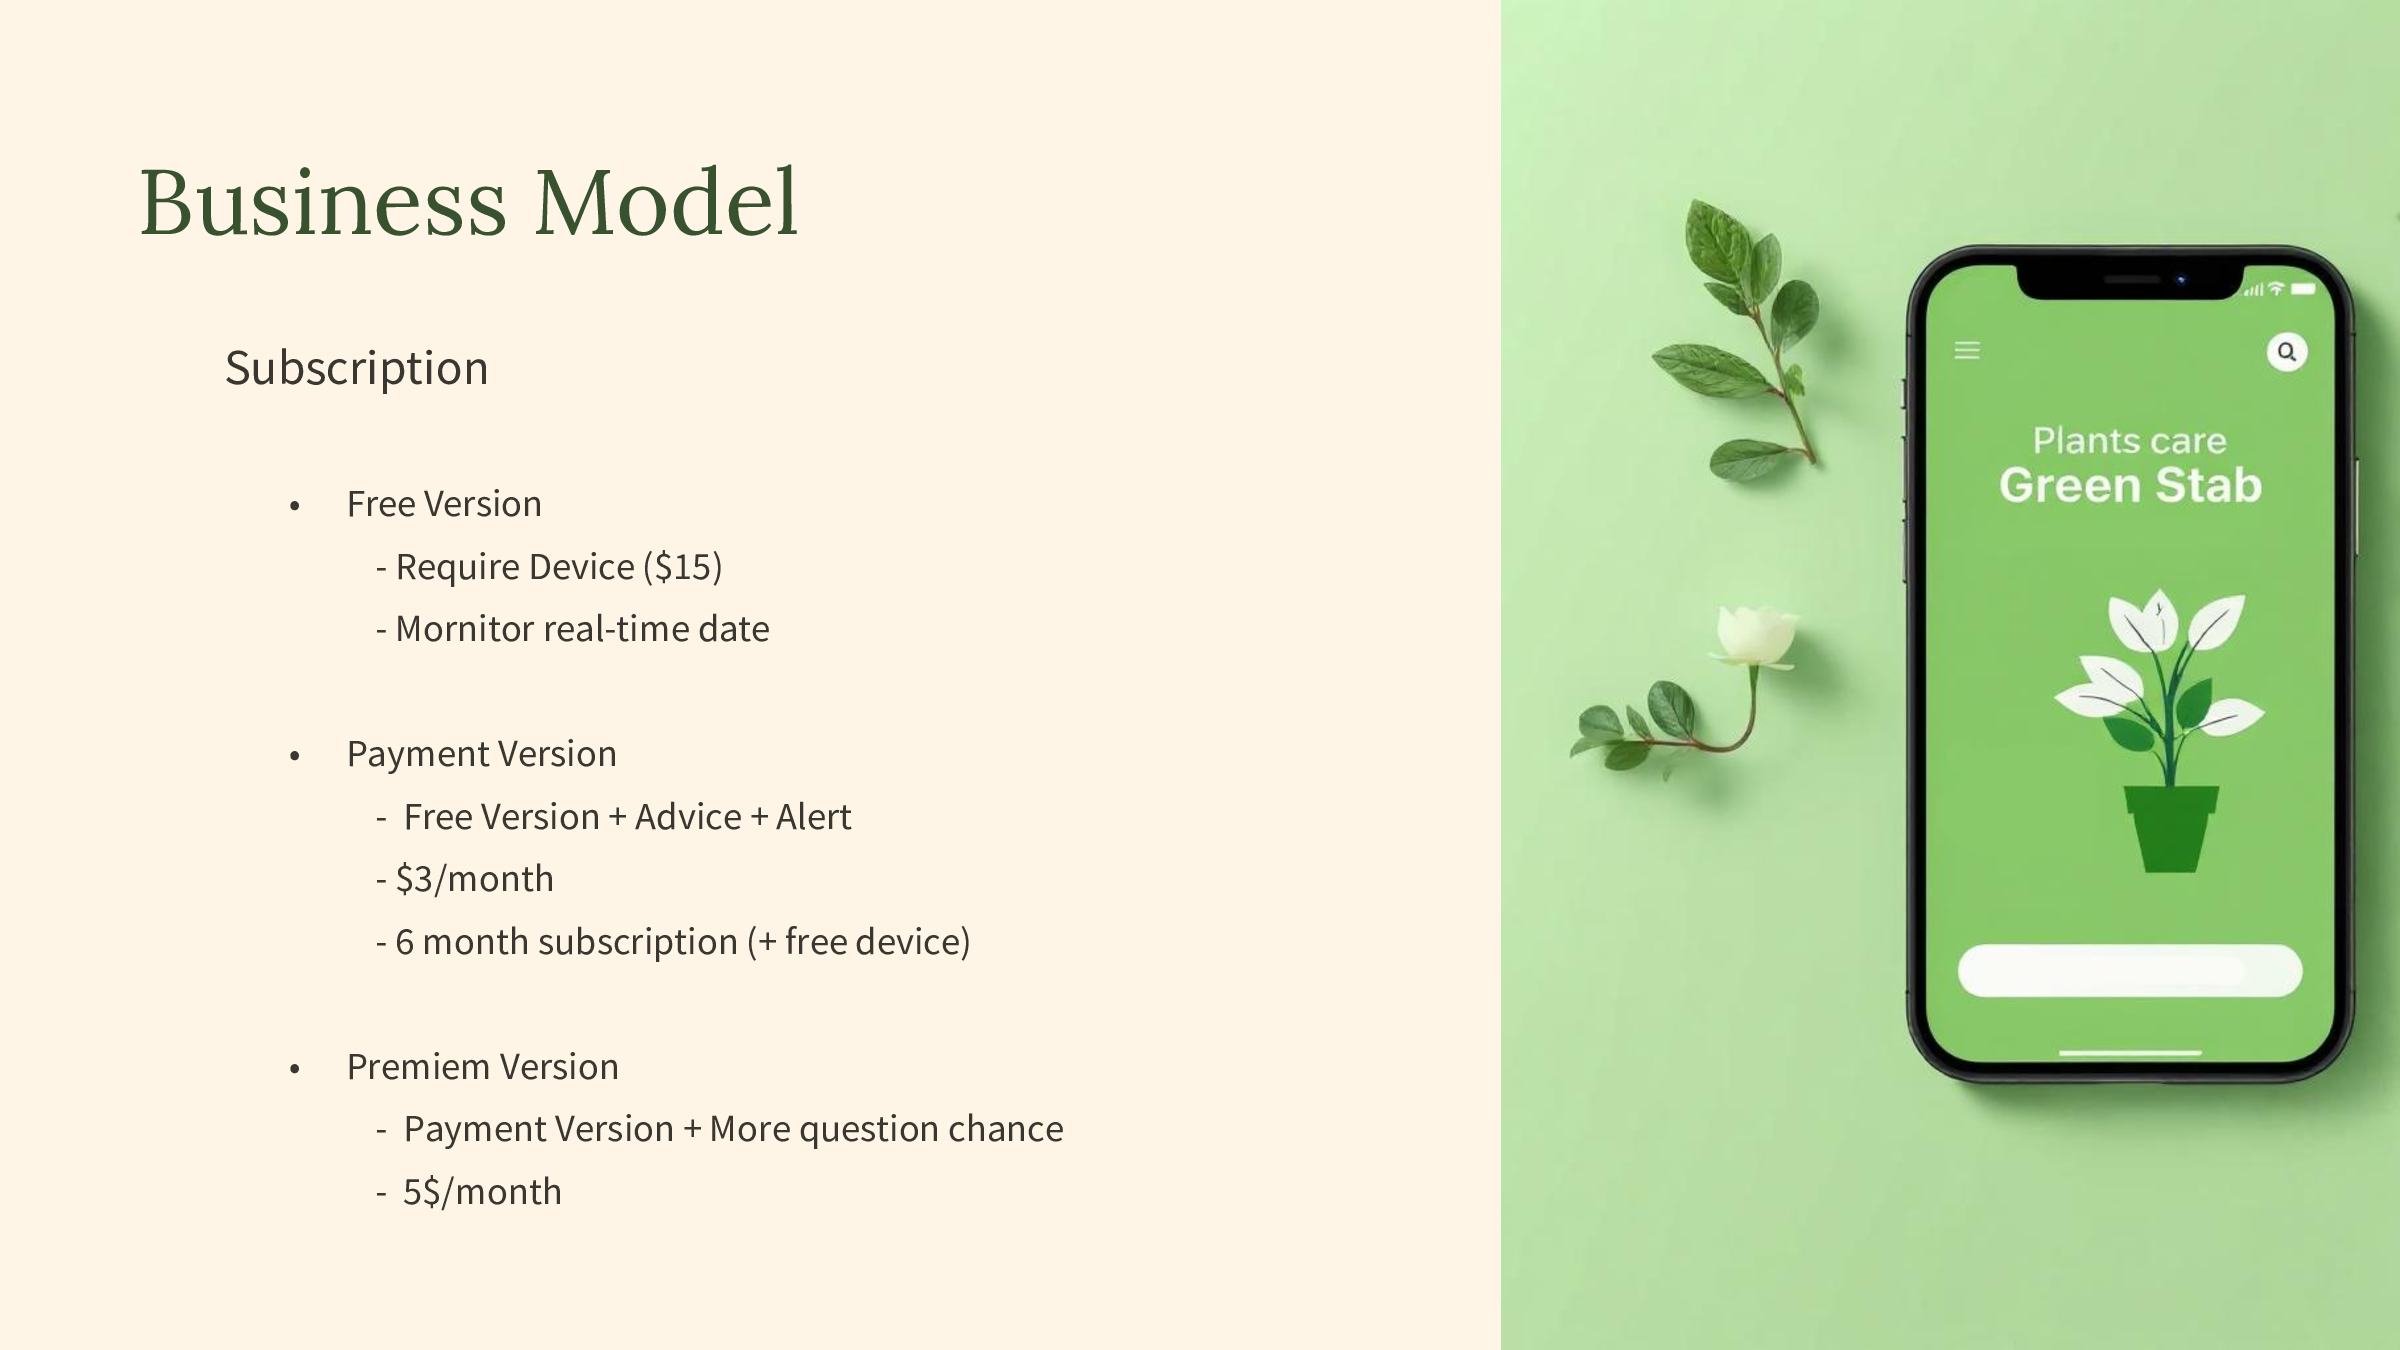 Business Model
Subscription
• Free Version
- Require Device ($15)
- Mornitor real-time date
• Payment Version
- Free Version + Advice + Alert
- $3/month
- 6 month subscription (+ free device)
• Premiem Version
- Payment Version + More question chance
- 5$/month
Plants care
Green Stab